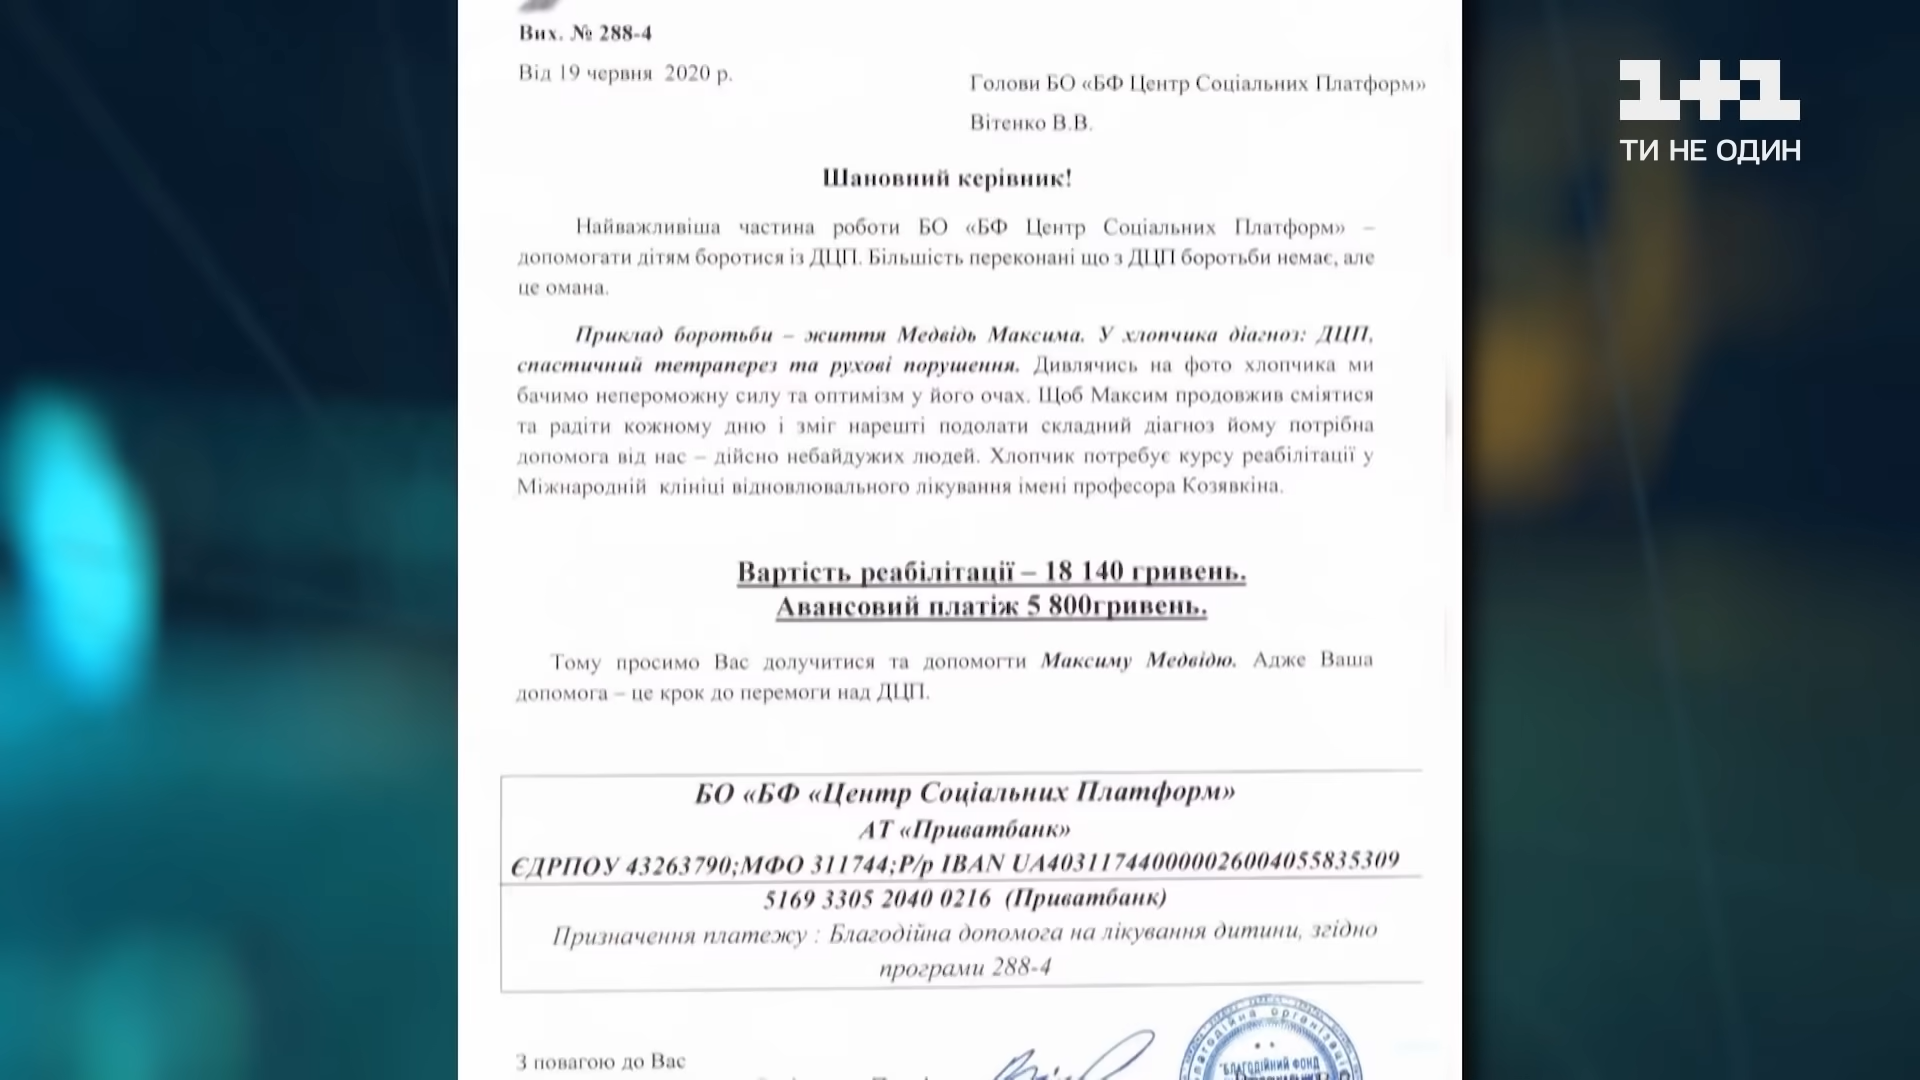 Вих. № 288-4
Від 19 червня 2020 р.
Голови БО «БФ Центр Соціальних Платформ»
Вітенко В.В.
1+1
ТИ НЕ ОДИН
Шановний керівник!
Найважливіша частина роботи БО «БФ Центр Соціальних Платформ» –
допомогати дітям боротися із ДЦП. Більшість переконані що з ДЦП боротьби немає, але
це омана.
Приклад боротьби – життя Медвідь Максима. У хлопчика діагноз: ДЦП,
спастичний тетраперез та рухові порушення. Дивлячись на фото хлопчика ми
бачимо непероможну силу та оптимізм у його очах. Щоб Максим продовжив сміятися
та радіти кожному дню і зміг нарешті подолати складний діагноз йому потрібна
допомога від нас – дійсно небайдужих людей. Хлопчик потребує курсу реабілітації у
Міжнародній клініці відновлювального лікування імені професора Козявкіна.
Вартість реабілітації – 18 140 гривень.
Авансовий платіж 5 800гривень.
Тому просимо Вас долучитися та допомогти Максиму Медвідю. Адже Ваша
допомога – це крок до перемоги над ДЦП.
БО «БФ «Центр Соціальних Платформ»
АТ «Приватбанк»
ЄДРПОУ 43263790;МФО 311744;Р/р IBAN UA403117440000026004055835309
5169 3305 2040 0216 (Приватбанк)
Призначення платежу : Благодійна допомога на лікування дитини, згідно
програми 288-4
З повагою до Вас
"БЛАГОДІЙНИЙ ФОНД